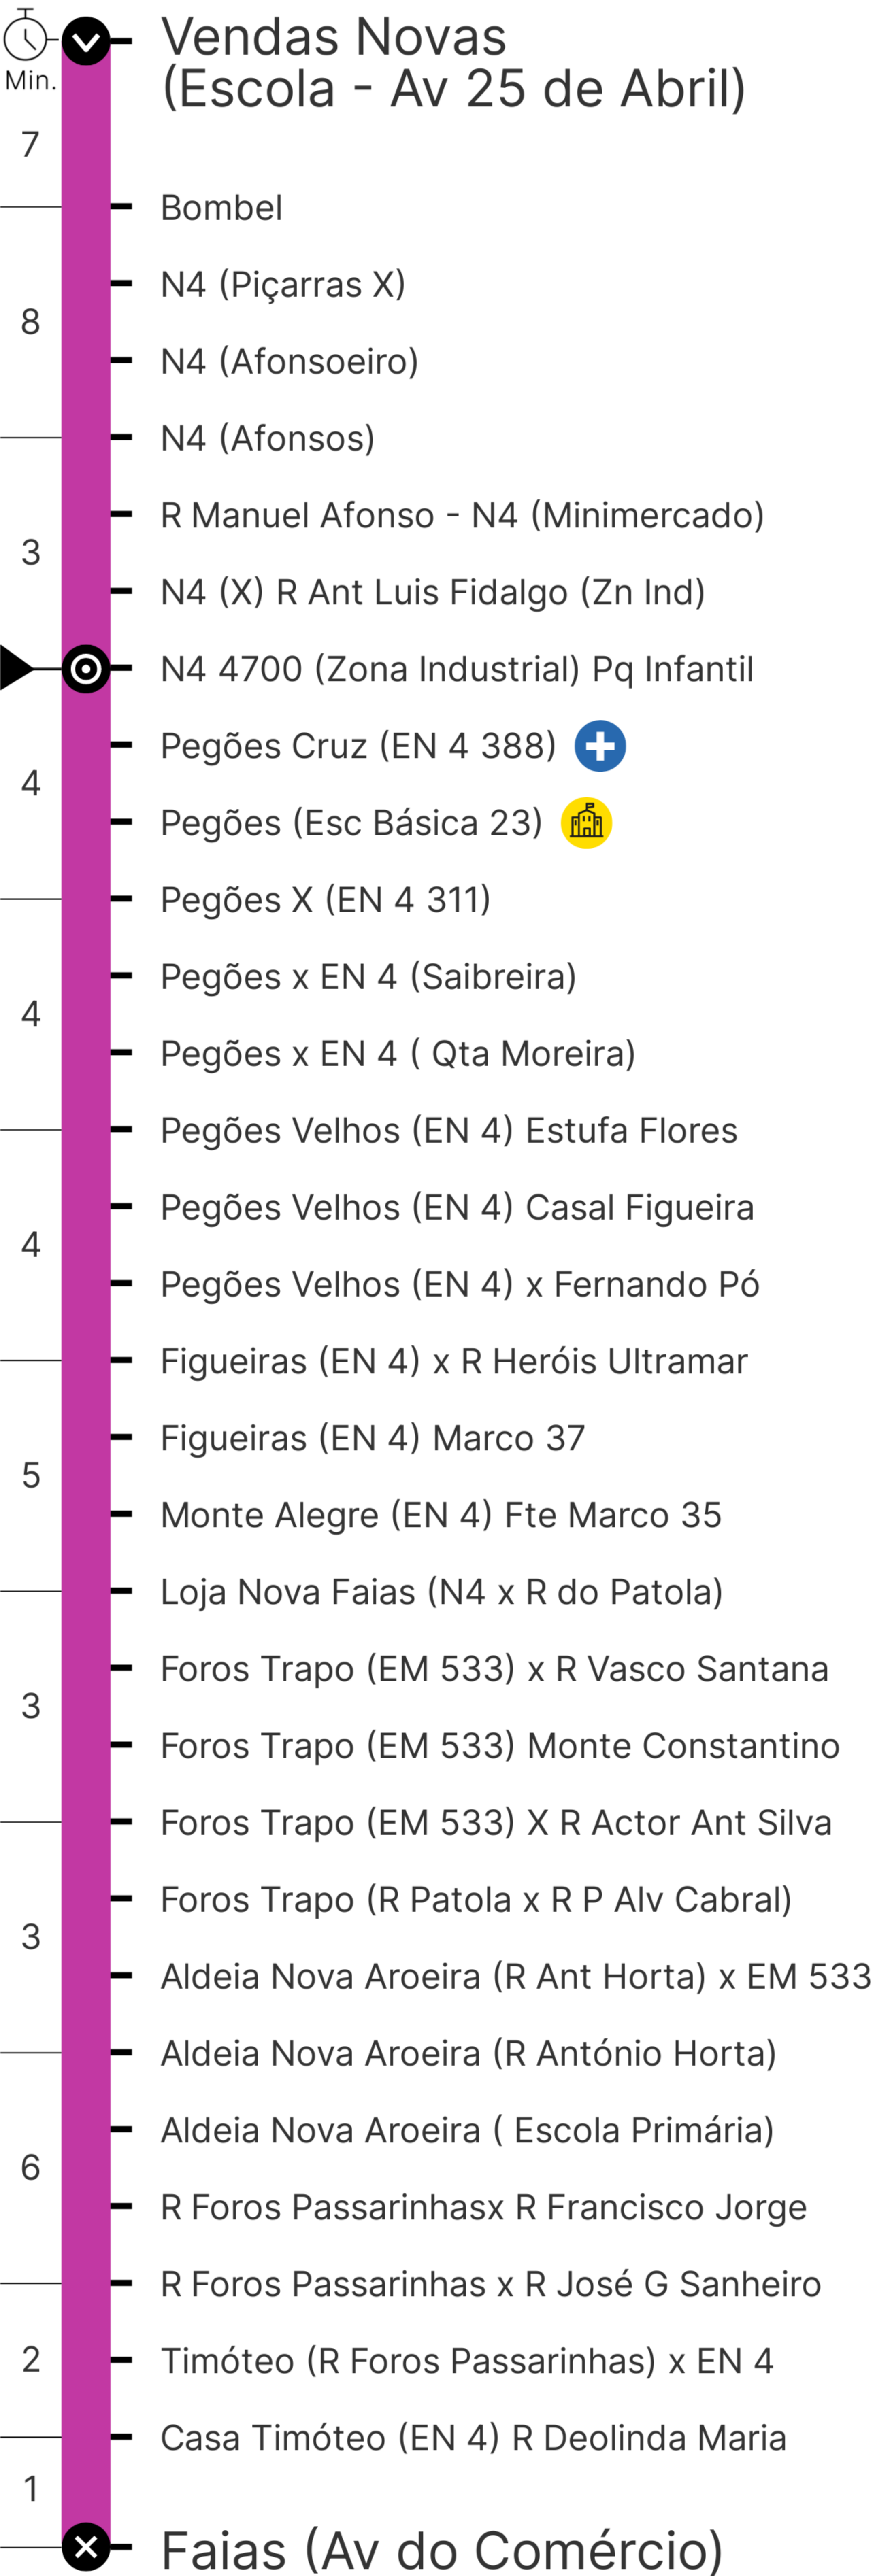 Vendas Novas
(Escola - Av 25 de Abril)
Min.
7
Bombel
N4 (Piçarras X)
8
N4 (Afonsoeiro)
N4 (Afonsos)
R Manuel Afonso - N4 (Minimercado)
3
N4 (X) R Ant Luis Fidalgo (Zn Ind)
N4 4700 (Zona Industrial) Pq Infantil
Pegões Cruz (EN 4 388)
4
Pegões (Esc Básica 23)
Pegões X (EN 4 311)
Pegões x EN 4 (Saibreira)
4
Pegões x EN 4 ( Qta Moreira)
Pegões Velhos (EN 4) Estufa Flores
Pegões Velhos (EN 4) Casal Figueira
4
Pegões Velhos (EN 4) x Fernando Pó
Figueiras (EN 4) x R Heróis Ultramar
Figueiras (EN 4) Marco 37
5
Monte Alegre (EN 4) Fte Marco 35
Loja Nova Faias (N4 x R do Patola)
Foros Trapo (EM 533) x R Vasco Santana
3
Foros Trapo (EM 533) Monte Constantino
Foros Trapo (EM 533) X R Actor Ant Silva
Foros Trapo (R Patola x R P Alv Cabral)
3
Aldeia Nova Aroeira (R Ant Horta) x EM 533
Aldeia Nova Aroeira (R António Horta)
Aldeia Nova Aroeira ( Escola Primária)
6
R Foros Passarinhasx R Francisco Jorge
R Foros Passarinhas x R José G Sanheiro
2
Timóteo (R Foros Passarinhas) x EN 4
Casa Timóteo (EN 4) R Deolinda Maria
1
Faias (Av do Comércio)